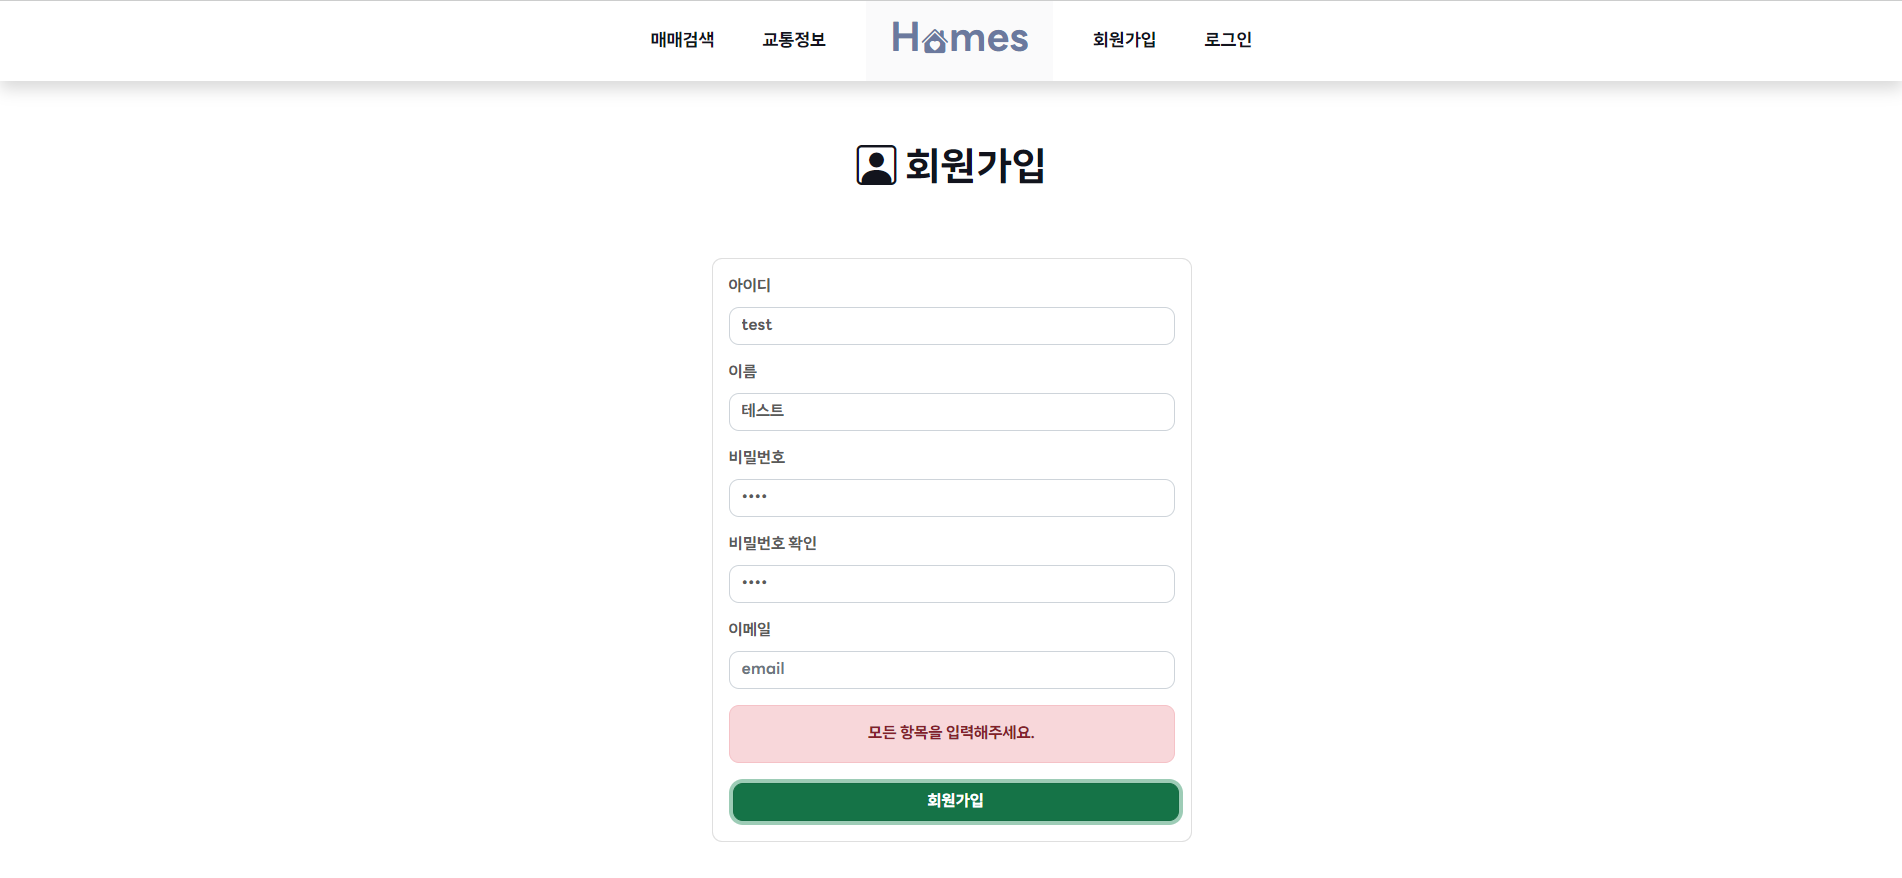 매매검색 교통정보 Homes 회원가입 로그인
회원가입
아이디
test
이름
테스트
비밀번호
••••
비밀번호 확인
••••
이메일
email
모든 항목을 입력해주세요.
회원가입